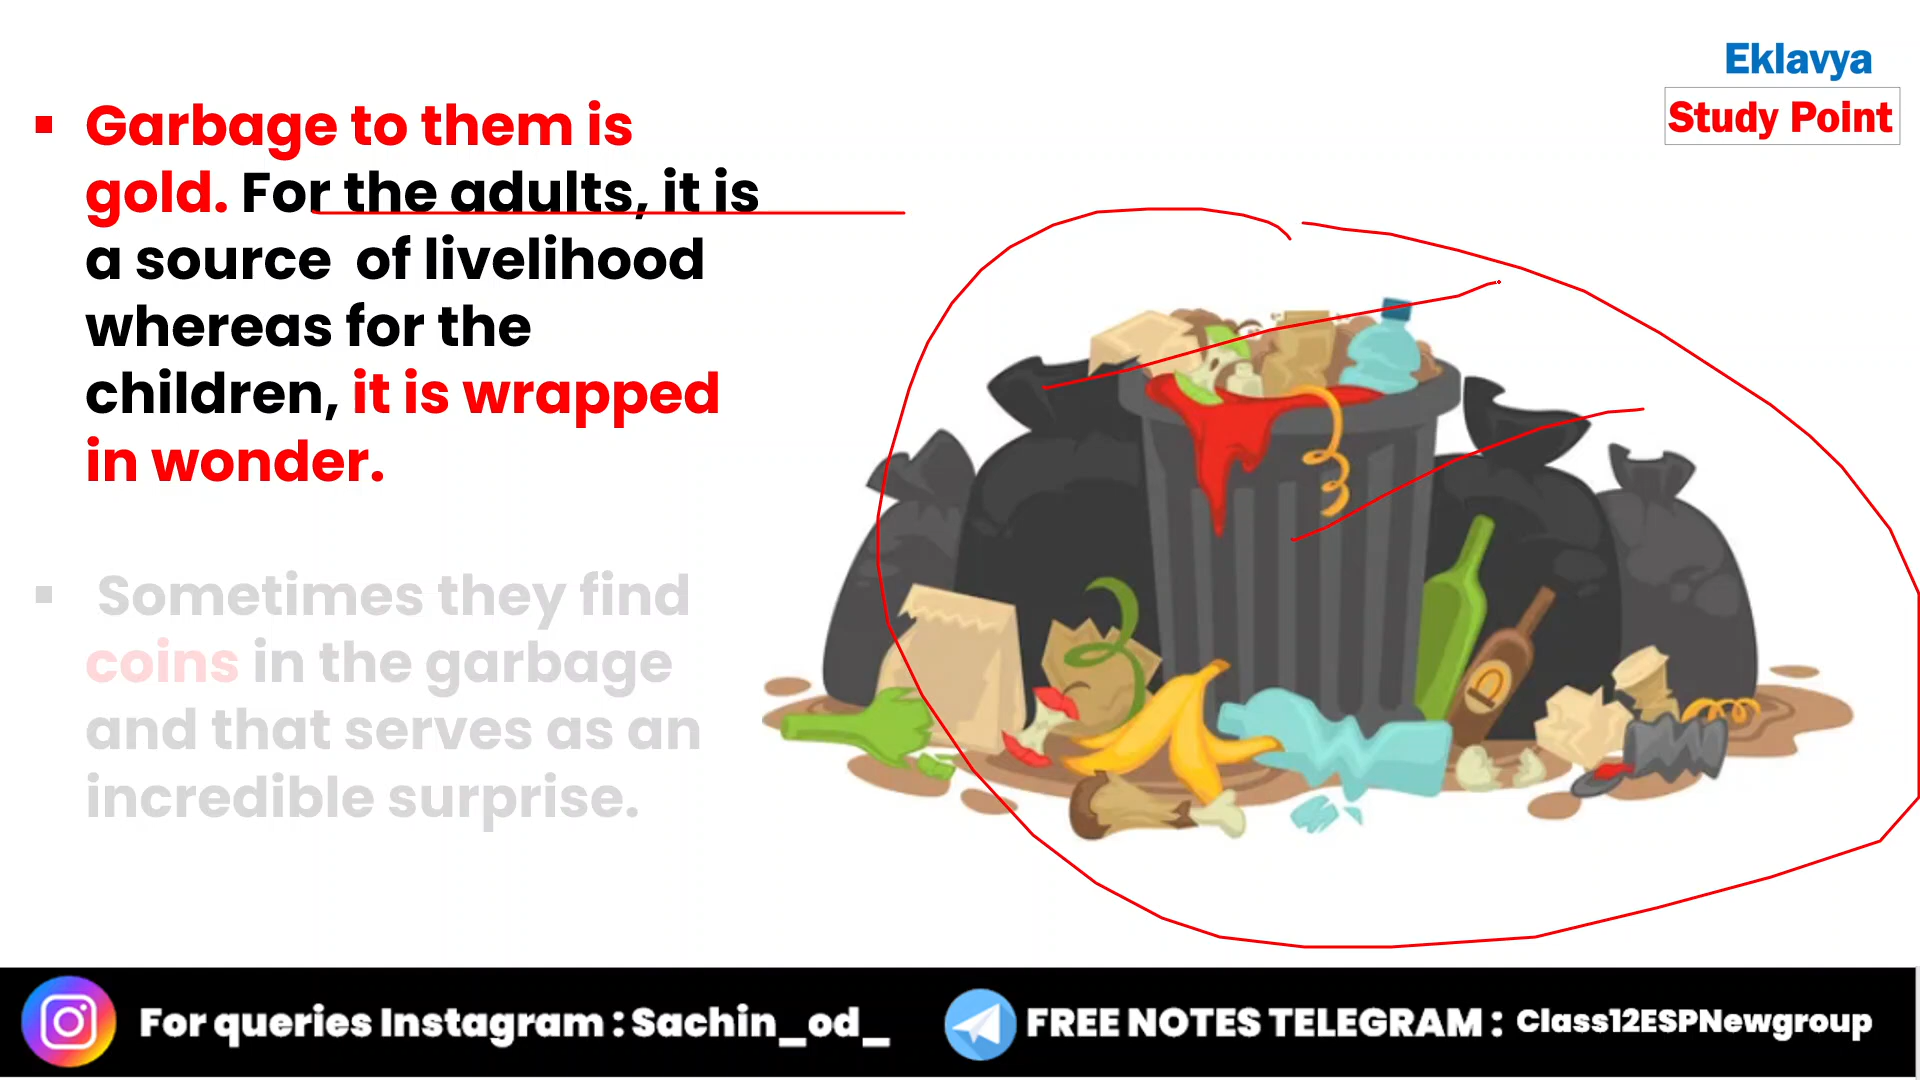 Eklavya
Study Point
▪ Garbage to them is
gold. For the adults, it is
a source of livelihood
whereas for the
children, it is wrapped
in wonder.
▪ Sometimes they find
coins in the garbage
and that serves as an
incredible surprise.
For queries Instagram : Sachin_od_
FREE NOTES TELEGRAM : Class12ESPNewgroup